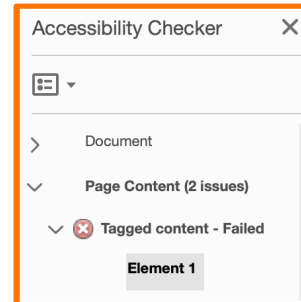 Accessibility Checker
Document
Page Content (2 issues)
Tagged content - Failed
Element 1